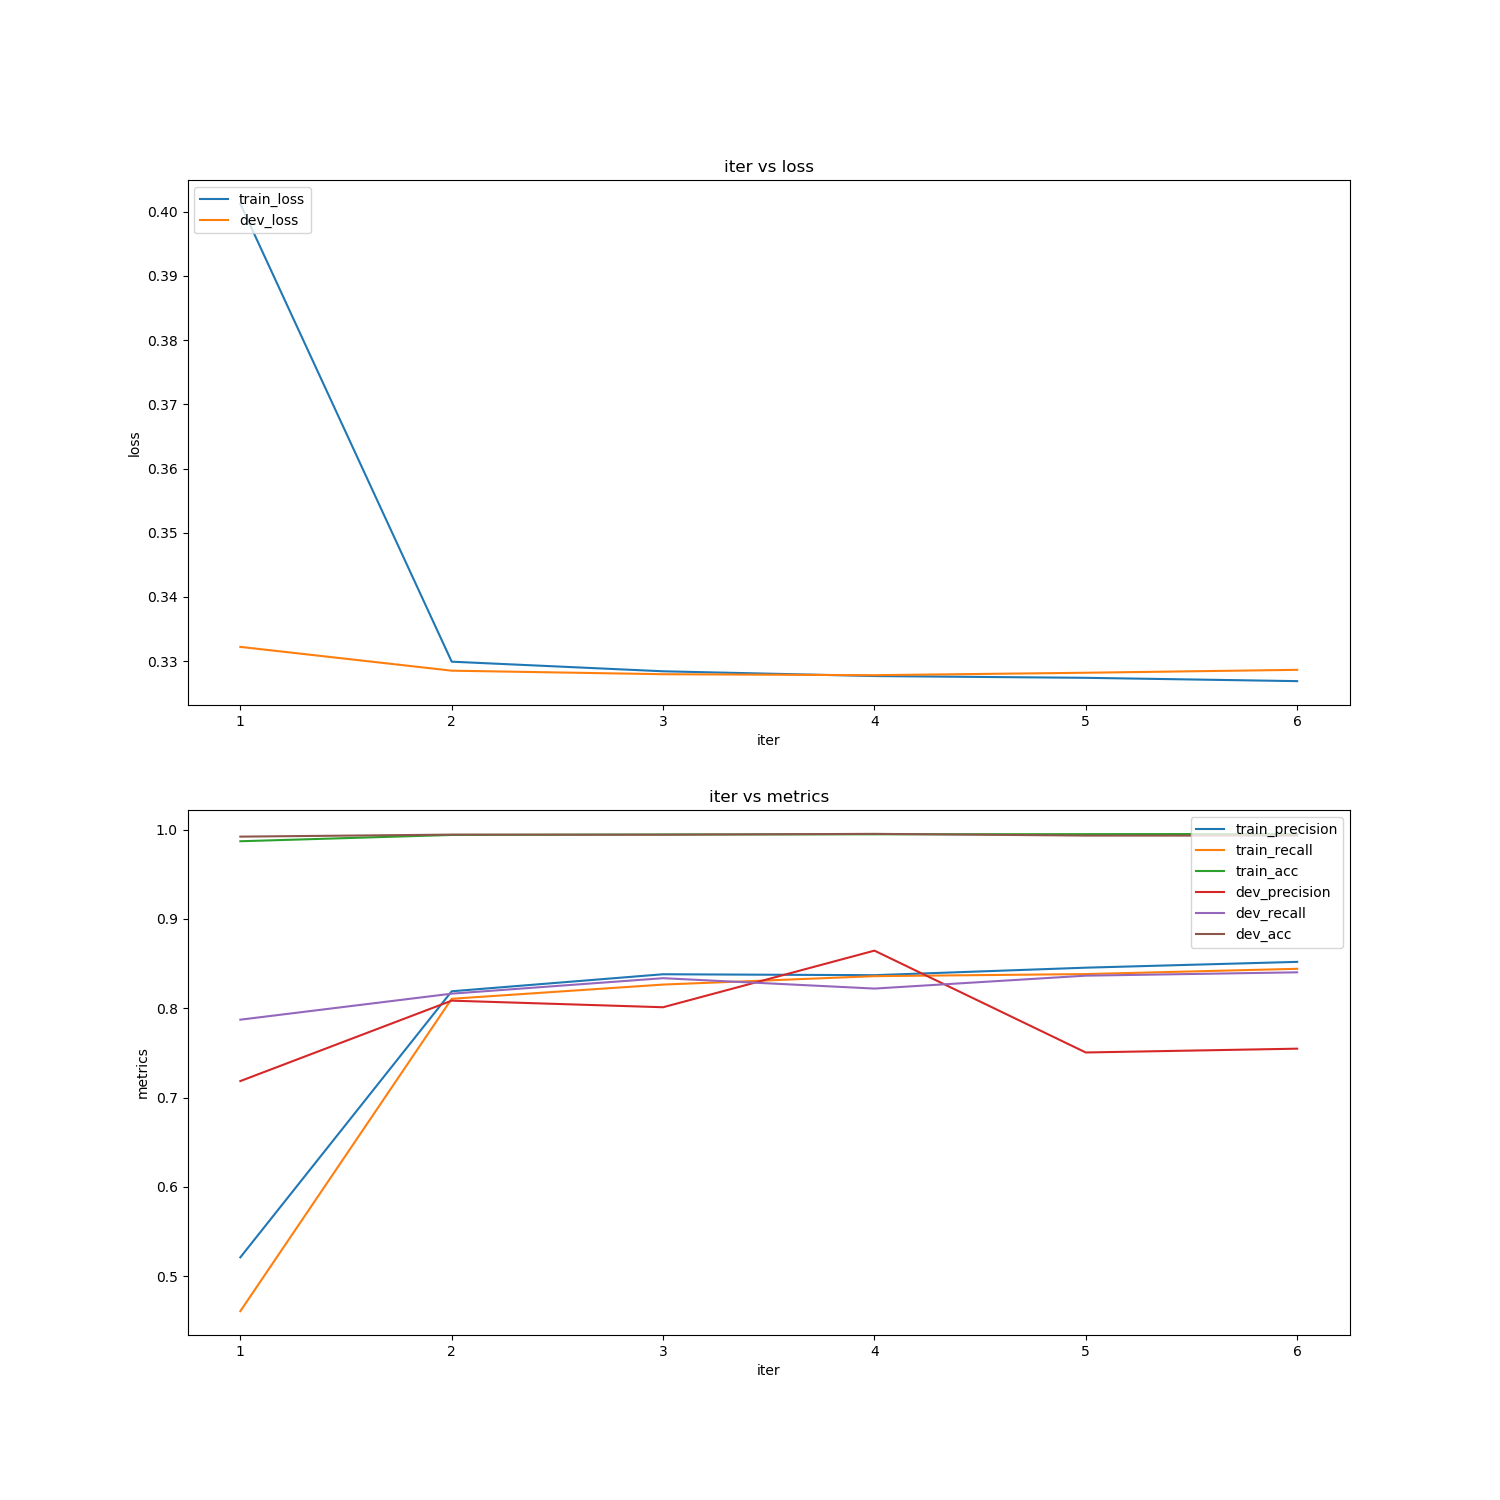 iter vs loss
train_loss
dev_loss
0.40
0.39
0.38
0.37
0.36
0.35
0.34
0.33
loss
1 2 3 4 5 6
iter
iter vs metrics
train_precision
train_recall
train_acc
dev_precision
dev_recall
dev_acc
1.0
0.9
0.8
0.7
0.6
0.5
metrics
1 2 3 4 5 6
iter